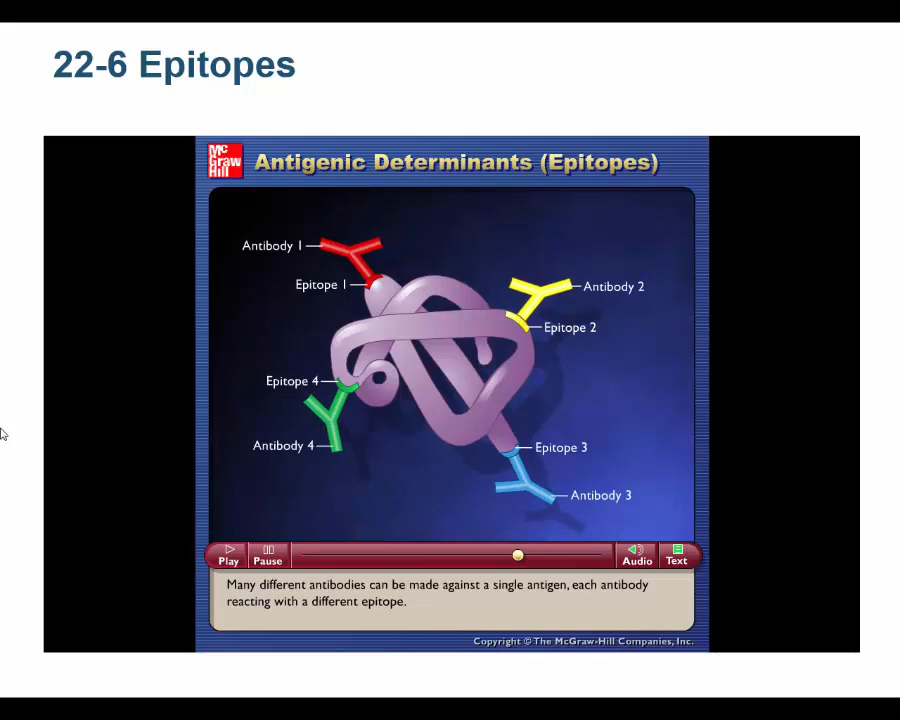 22-6 Epitopes
Mc
Graw
Hill
Antigenic Determinants (Epitopes)
Antibody 1
Epitope 1
Antibody 2
Epitope 2
Epitope 4
Antibody 4
Epitope 3
Antibody 3
Play
Pause
Audio
Text
Many different antibodies can be made against a single antigen, each antibody
reacting with a different epitope.
Copyright © The McGraw-Hill Companies, Inc.